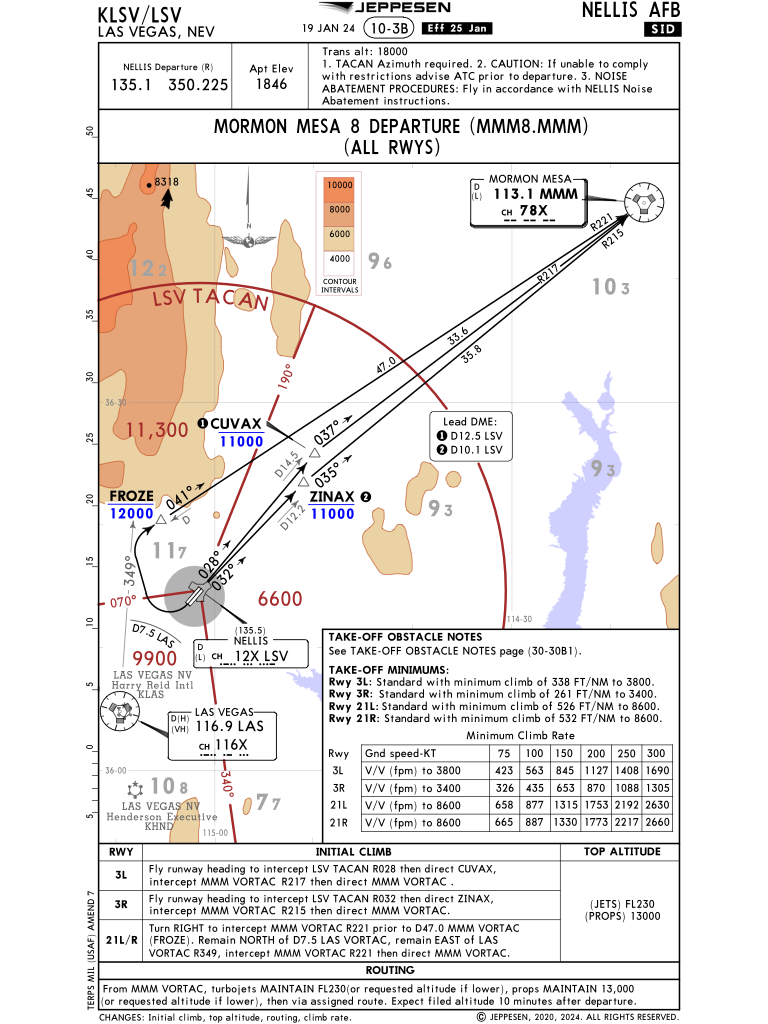 KLSV/LSV
LAS VEGAS, NEV
JEPPESEN
19 JAN 24
10-3B
Eff 25 Jan
NELLIS AFB
SID
NELLIS Departure (R)
135.1 350.225
Apt Elev
1846
Trans alt: 18000
1. TACAN Azimuth required. 2. CAUTION: If unable to comply
with restrictions advise ATC prior to departure. 3. NOISE
ABATEMENT PROCEDURES: Fly in accordance with NELLIS Noise
Abatement instructions.
MORMON MESA 8 DEPARTURE (MMM8.MMM)
(ALL RWYS)
50
45
40
35
30
25
20
15
10
5
0
5
8318
N
10000
8000
6000
4000
CONTOUR
INTERVALS
MORMON MESA
D
(L)
113.1 MMM
CH 78X
R221
R215
R217
12 2
9 6
10 3
LSV TACAN
47.0
33.6
35.8
190°
36-30
11,300
1 CUVAX
11000
037°
D14.5
Lead DME:
1 D12.5 LSV
2 D10.1 LSV
9 3
FROZE
12000
041°
D
035°
ZINAX 2
11000
D12.2
9 3
11 7
349°
028°
032°
070°
6600
114-30
D7.5 LAS
9900
(135.5)
NELLIS
D
(L)
CH 12X LSV
LAS VEGAS NV
Harry Reid Intl
KLAS
LAS VEGAS
D(H)
(VH)
116.9 LAS
CH 116X
36-00
340°
10 8
7 7
LAS VEGAS NV
Henderson Executive
KHND
115-00
TAKE-OFF OBSTACLE NOTES
See TAKE-OFF OBSTACLE NOTES page (30-30B1).
TAKE-OFF MINIMUMS:
Rwy 3L: Standard with minimum climb of 338 FT/NM to 3800.
Rwy 3R: Standard with minimum climb of 261 FT/NM to 3400.
Rwy 21L: Standard with minimum climb of 526 FT/NM to 8600.
Rwy 21R: Standard with minimum climb of 532 FT/NM to 8600.
Minimum Climb Rate
Rwy Gnd speed-KT 75 100 150 200 250 300
3L V/V (fpm) to 3800 423 563 845 1127 1408 1690
3R V/V (fpm) to 3400 326 435 653 870 1088 1305
21L V/V (fpm) to 8600 658 877 1315 1753 2192 2630
21R V/V (fpm) to 8600 665 887 1330 1773 2217 2660
RWY INITIAL CLIMB TOP ALTITUDE
3L
Fly runway heading to intercept LSV TACAN R028 then direct CUVAX,
intercept MMM VORTAC R217 then direct MMM VORTAC .
3R
Fly runway heading to intercept LSV TACAN R032 then direct ZINAX,
intercept MMM VORTAC R215 then direct MMM VORTAC.
21L/R
Turn RIGHT to intercept MMM VORTAC R221 prior to D47.0 MMM VORTAC
(FROZE). Remain NORTH of D7.5 LAS VORTAC, remain EAST of LAS
VORTAC R349, intercept MMM VORTAC R221 then direct MMM VORTAC.
(JETS) FL230
(PROPS) 13000
ROUTING
From MMM VORTAC, turbojets MAINTAIN FL230(or requested altitude if lower), props MAINTAIN 13,000
(or requested altitude if lower), then via assigned route. Expect filed altitude 10 minutes after departure.
TERPS MIL (USAF) AMEND 7
CHANGES: Initial climb, top altitude, routing, climb rate.
© JEPPESEN, 2020, 2024. ALL RIGHTS RESERVED.